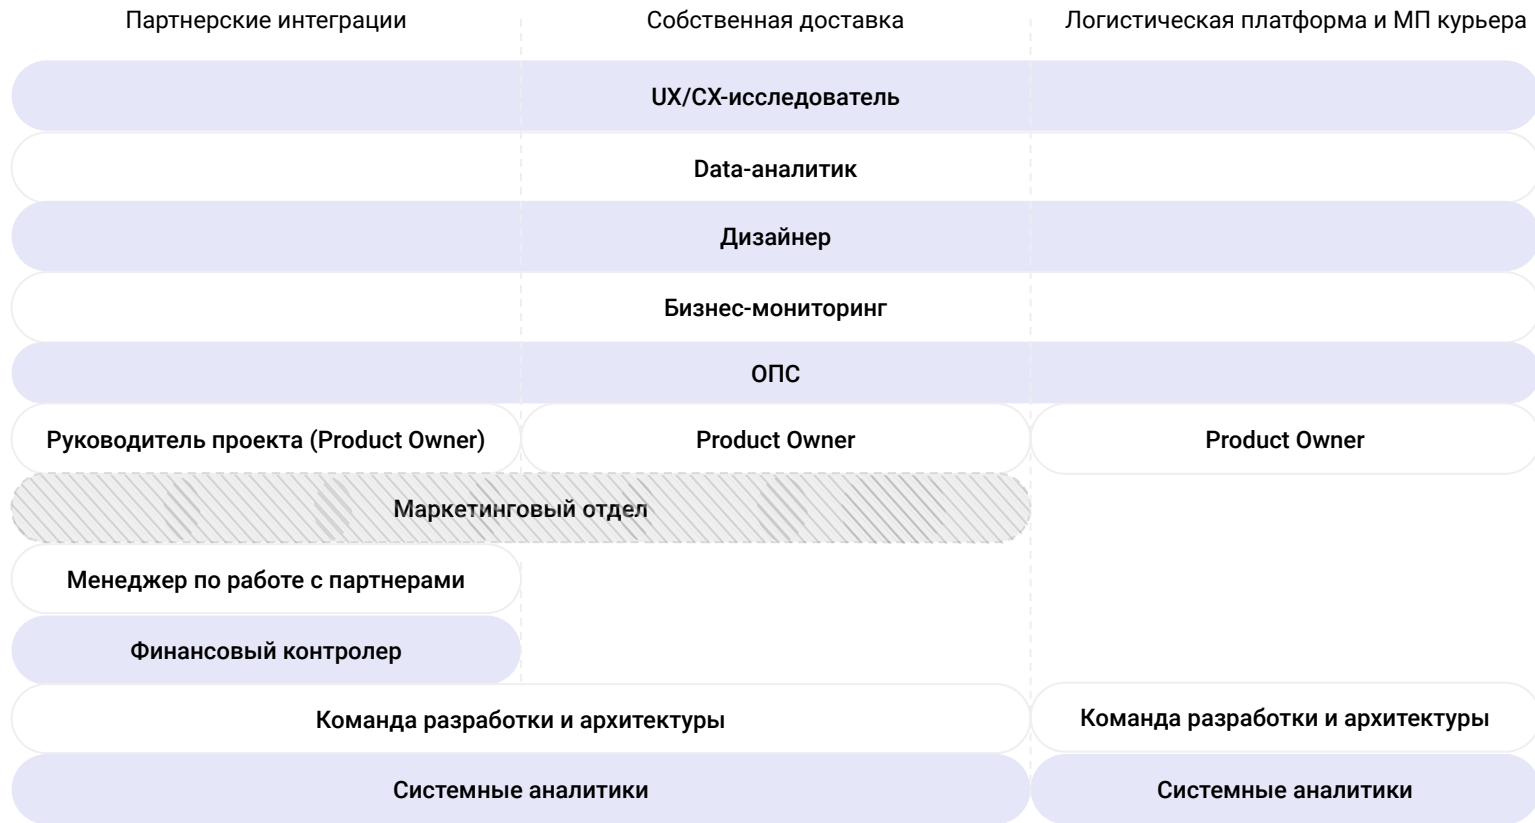 Партнерские интеграции
Собственная доставка
Логистическая платформа и МП курьера
UX/CX-исследователь
Data-аналитик
Дизайнер
Бизнес-мониторинг
ОПС
Руководитель проекта (Product Owner)
Product Owner
Product Owner
Маркетинговый отдел
Менеджер по работе с партнерами
Финансовый контролер
Команда разработки и архитектуры
Команда разработки и архитектуры
Системные аналитики
Системные аналитики